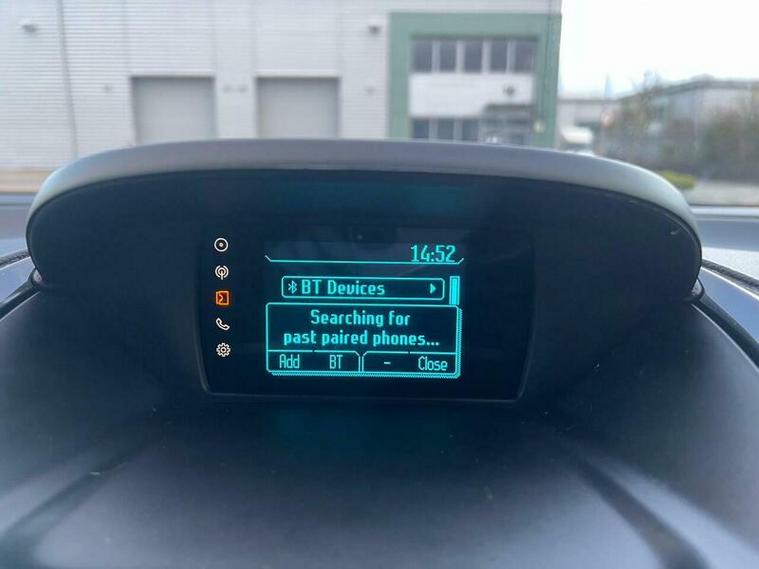 14:52
BT Devices
Searching for
past paired phones...
Add BT - Close